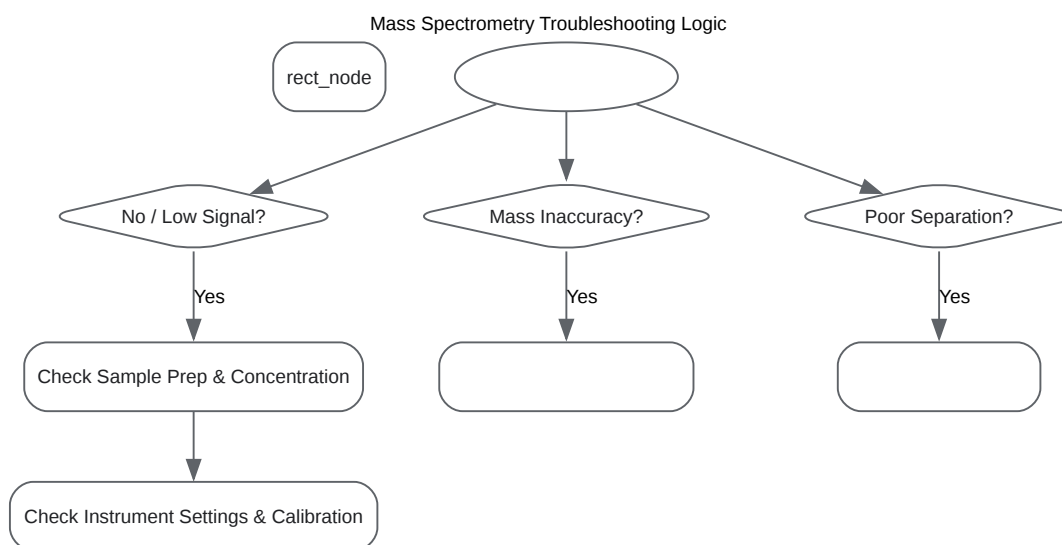 Mass Spectrometry Troubleshooting Logic
rect_node
No / Low Signal?
Mass Inaccuracy?
Poor Separation?
Yes
Yes
Yes
Check Sample Prep & Concentration
Check Instrument Settings & Calibration